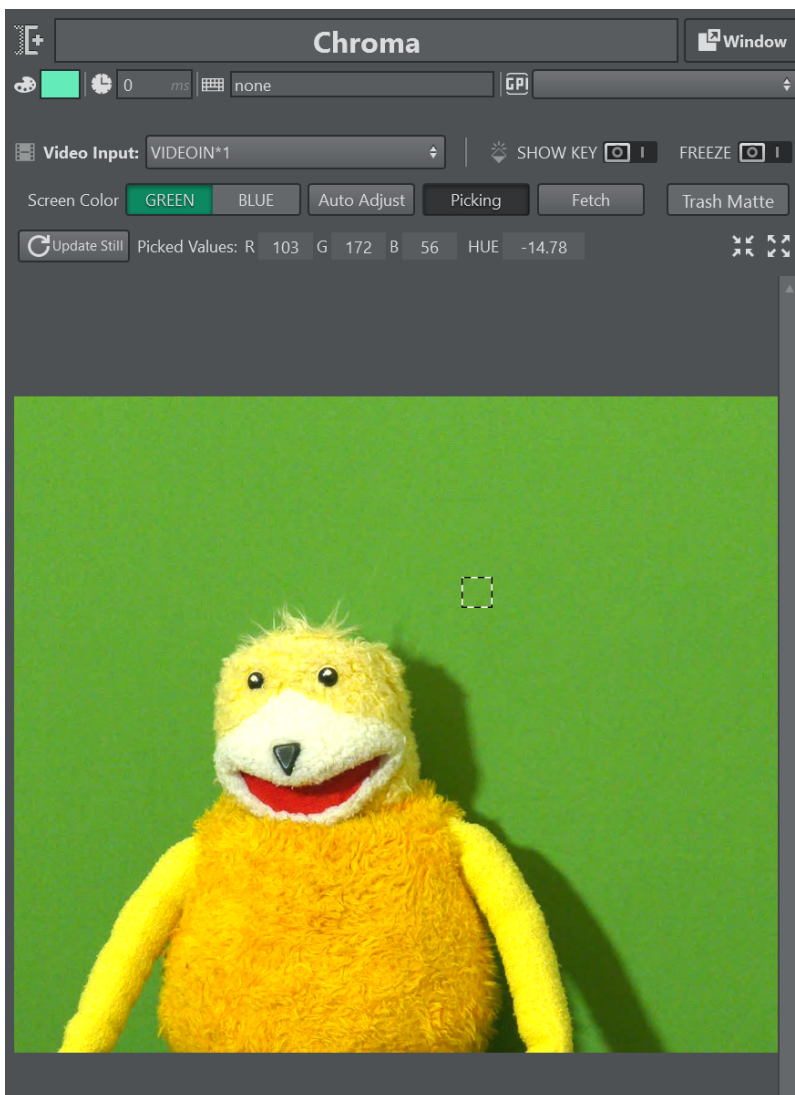 Chroma
Window
0 ms none GPI
Video Input: VIDEOIN*1 SHOW KEY O I FREEZE O I
Screen Color GREEN BLUE Auto Adjust Picking Fetch Trash Matte
Update Still Picked Values: R 103 G 172 B 56 HUE -14.78